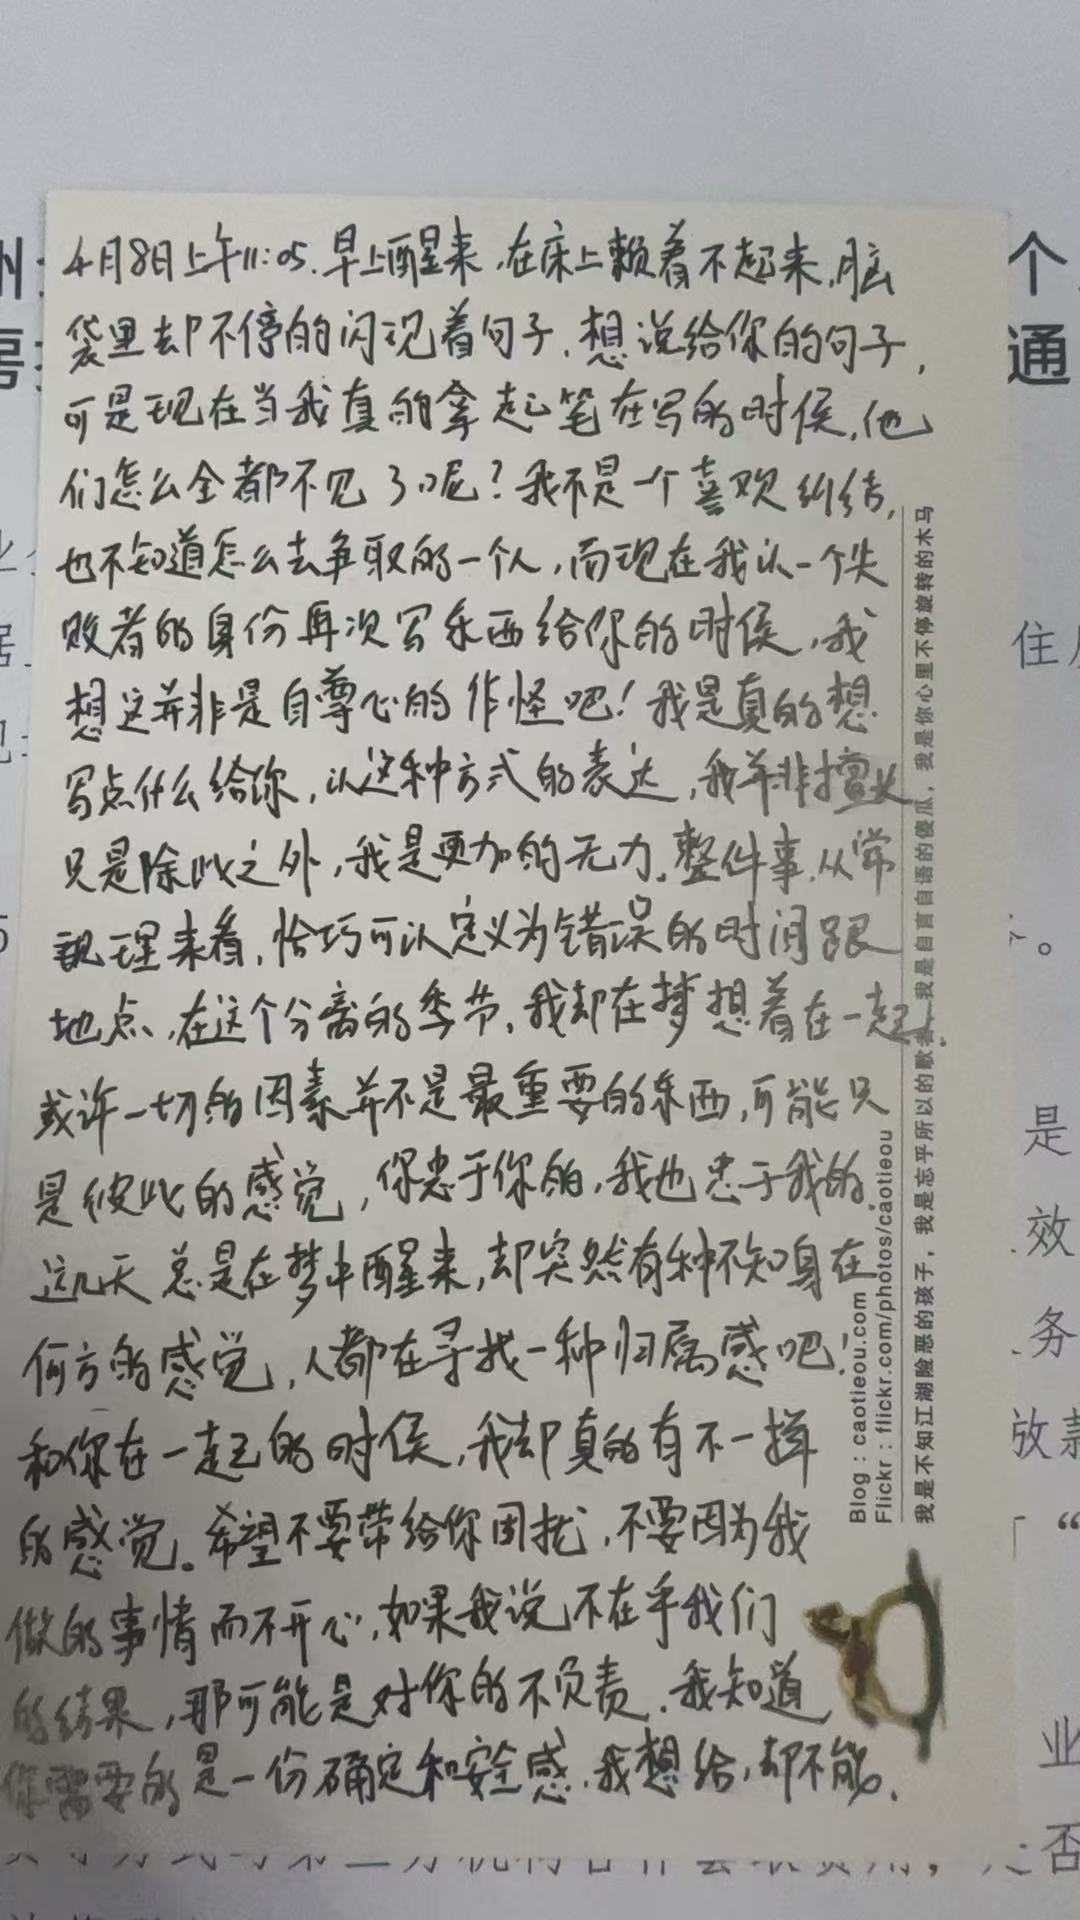 4月8日上午11:05.早上醒来,在床上赖着不起来,脑
袋里却不停的闪现着句子,想说给你的句子,
可是现在当我真的拿起笔在写的时候,他
们怎么全都不见了呢?我不是一个喜欢纠结,
也不知道怎么去争取的一个人,而现在我以一个失
败者的身份再次写东西给你的时候,我
想这并非是自尊心的作怪吧!我是真的想
写点什么给你,以这种方式的表达,我并非擅长
只是除此之外,我是更加的无力.整件事,从常
规理来看,恰巧可以定义为错误的时间跟
地点,在这个分离的季节,我却在梦想着在一起.
或许一切的因素并不是最重要的东西,可能只
是彼此的感觉,你忠于你的,我也忠于我的.
这几天总是在梦中醒来,却突然有种不知身在
何方的感觉,人都在寻找一种归属感吧!
和你在一起的时候,我却真的有不一样
的感觉。希望不要带给你困扰,不要因为我
做的事情而不开心,如果我说不在乎我们
的结果,那可能是对你的不负责.我知道
你需要的是一份确定和安全感,我想给,却不能。
Blog : caotieou.com
Flickr : flickr.com/photos/caotieou
我是不知江湖险恶的孩子,我是忘乎所以的歌者,我是自言自语的傻瓜,我是你心里不停旋转的木马
个
通
住
是
效
务
放款
业
是否